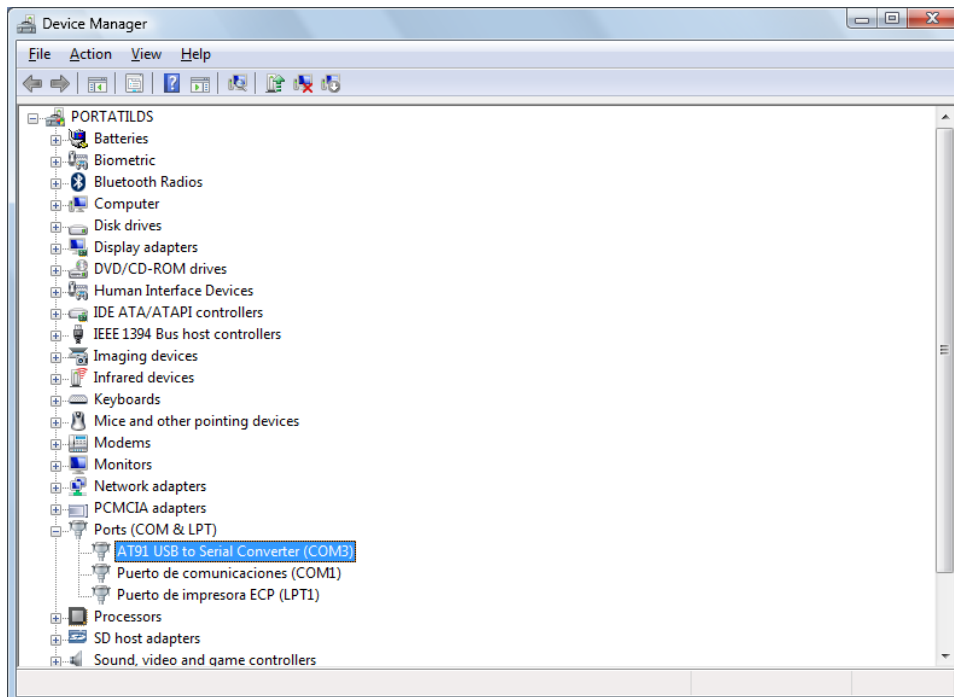 Device Manager
File Action View Help
PORTATILDS
Batteries
Biometric
Bluetooth Radios
Computer
Disk drives
Display adapters
DVD/CD-ROM drives
Human Interface Devices
IDE ATA/ATAPI controllers
IEEE 1394 Bus host controllers
Imaging devices
Infrared devices
Keyboards
Mice and other pointing devices
Modems
Monitors
Network adapters
PCMCIA adapters
Ports (COM & LPT)
AT91 USB to Serial Converter (COM3)
Puerto de comunicaciones (COM1)
Puerto de impresora ECP (LPT1)
Processors
SD host adapters
Sound, video and game controllers